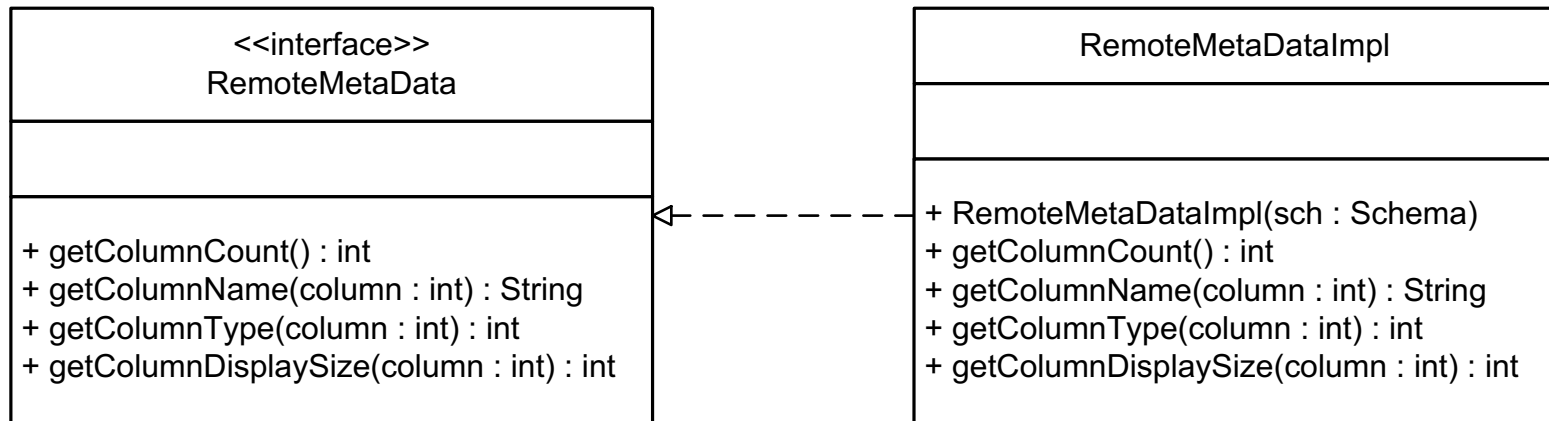 <<interface>>
RemoteMetaData
+ getColumnCount() : int
+ getColumnName(column : int) : String
+ getColumnType(column : int) : int
+ getColumnDisplaySize(column : int) : int
RemoteMetaDataImpl
+ RemoteMetaDataImpl(sch : Schema)
+ getColumnCount() : int
+ getColumnName(column : int) : String
+ getColumnType(column : int) : int
+ getColumnDisplaySize(column : int) : int